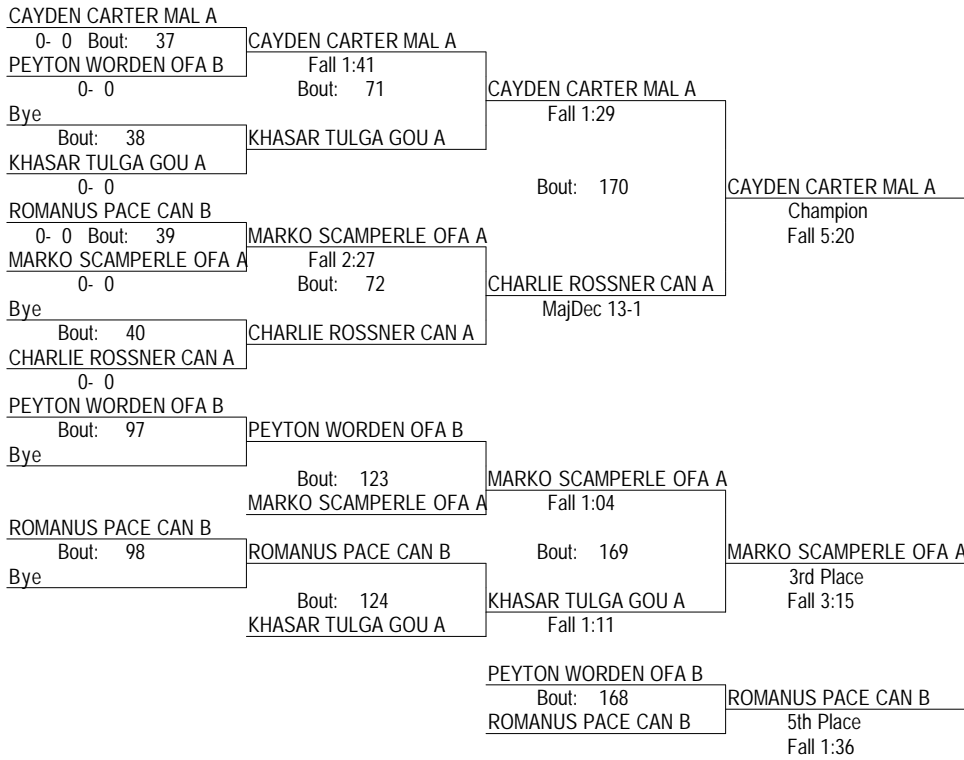 CAYDEN CARTER MAL A
0- 0 Bout: 37
CAYDEN CARTER MAL A
PEYTON WORDEN OFA B
Fall 1:41
0- 0
Bout: 71
CAYDEN CARTER MAL A
Bye
Fall 1:29
Bout: 38
KHASAR TULGA GOU A
KHASAR TULGA GOU A
0- 0
Bout: 170
CAYDEN CARTER MAL A
ROMANUS PACE CAN B
Champion
0- 0 Bout: 39
MARKO SCAMPERLE OFA A
Fall 5:20
MARKO SCAMPERLE OFA A
Fall 2:27
0- 0
Bout: 72
CHARLIE ROSSNER CAN A
Bye
MajDec 13-1
Bout: 40
CHARLIE ROSSNER CAN A
CHARLIE ROSSNER CAN A
0- 0
PEYTON WORDEN OFA B
Bout: 97
PEYTON WORDEN OFA B
Bye
Bout: 123
MARKO SCAMPERLE OFA A
MARKO SCAMPERLE OFA A
Fall 1:04
ROMANUS PACE CAN B
Bout: 98
ROMANUS PACE CAN B
Bout: 169
MARKO SCAMPERLE OFA A
Bye
3rd Place
Bout: 124
KHASAR TULGA GOU A
Fall 3:15
KHASAR TULGA GOU A
Fall 1:11
PEYTON WORDEN OFA B
Bout: 168
ROMANUS PACE CAN B
ROMANUS PACE CAN B
5th Place
Fall 1:36